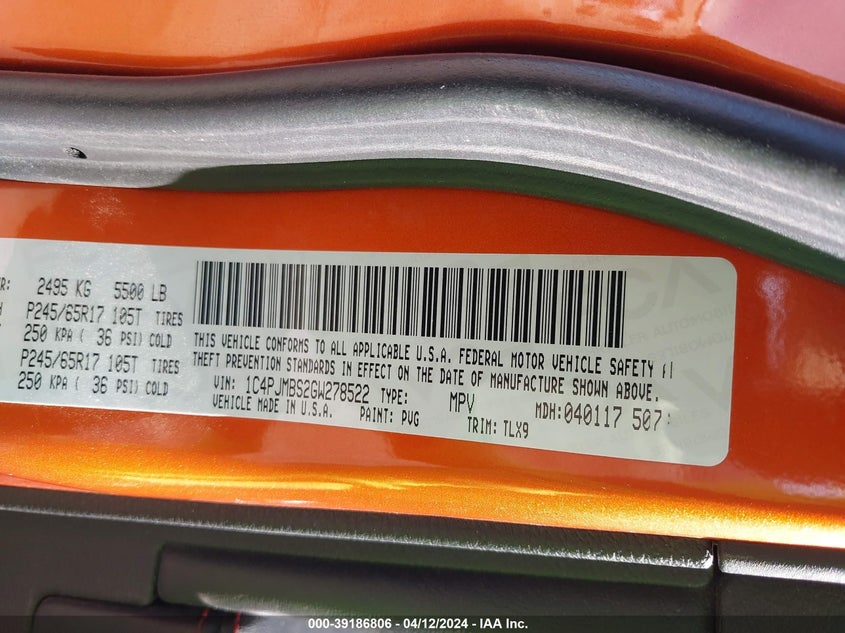 R: 2495 KG 5500 LB
P245/65R17 105T TIRES
250 KPA ( 36 PSI) COLD
P245/65R17 105T TIRES
250 KPA ( 36 PSI) COLD
THIS VEHICLE CONFORMS TO ALL APPLICABLE U.S.A. FEDERAL MOTOR VEHICLE SAFETY
THEFT PREVENTION STANDARDS IN EFFECT ON THE DATE OF MANUFACTURE SHOWN ABOVE.
VIN: 1C4PJMBS2GW278522 TYPE: MPV MDH:040117 507
VEHICLE MADE IN U.S.A. PAINT: PVG TRIM: TLX9
000-39186806 - 04/12/2024 - IAA Inc.